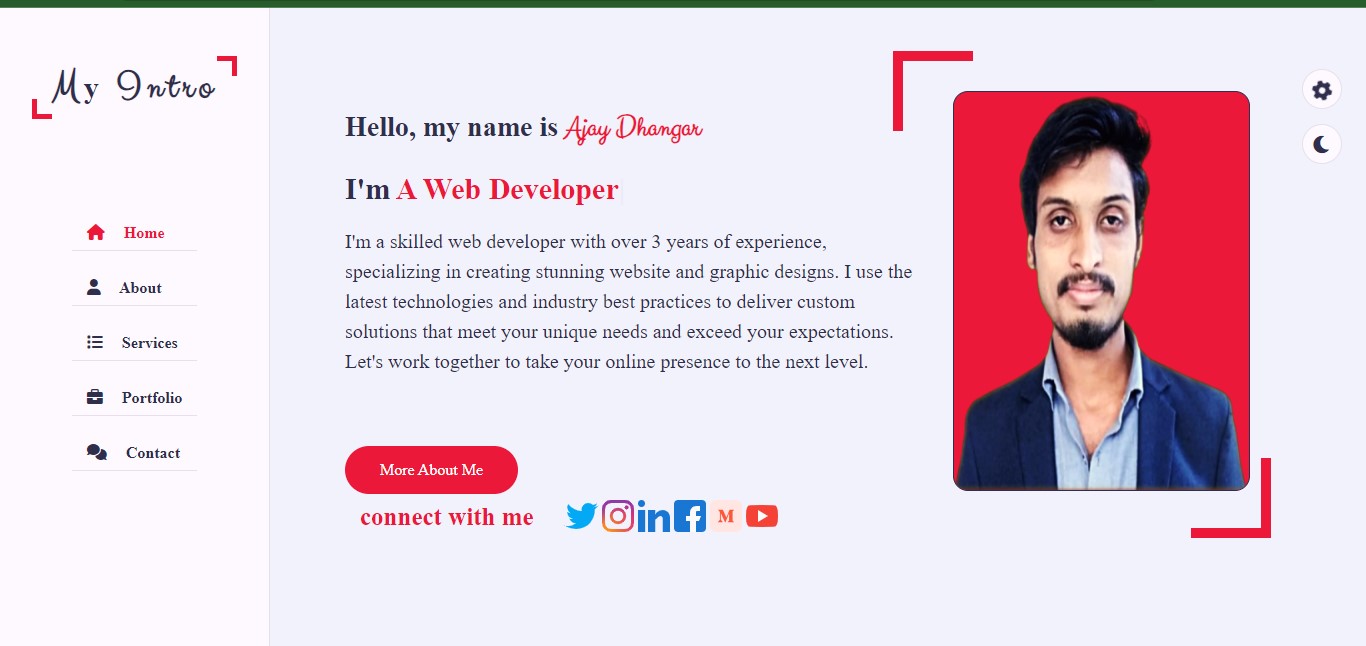 My Intro
Home
About
Services
Portfolio
Contact
Hello, my name is Ajay Dhangar
I'm A Web Developer
I'm a skilled web developer with over 3 years of experience,
specializing in creating stunning website and graphic designs. I use the
latest technologies and industry best practices to deliver custom
solutions that meet your unique needs and exceed your expectations.
Let's work together to take your online presence to the next level.
More About Me
connect with me
in
f
M